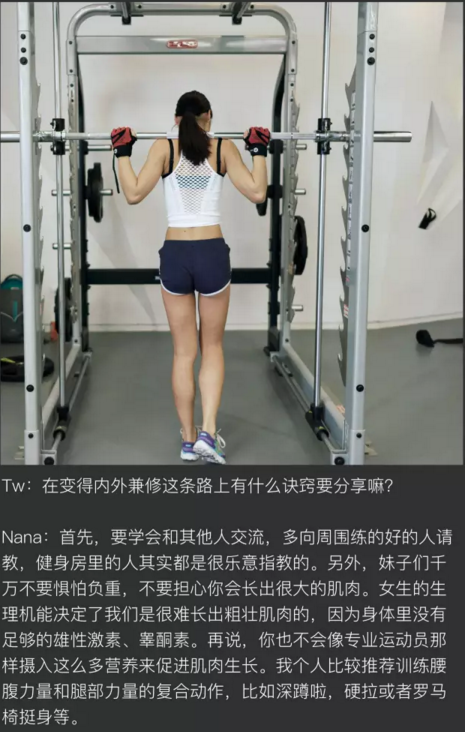 Tw：在变得内外兼修这条路上有什么诀窍要分享嘛？
Nana：首先，要学会和其他人交流，多向周围练的好的人请
教，健身房里的人其实都是很乐意指教的。另外，妹子们千
万不要惧怕负重，不要担心你会长出很大的肌肉。女生的生
理机能决定了我们是很难长出粗壮肌肉的，因为身体里没有
足够的雄性激素、睾酮素。再说，你也不会像专业运动员那
样摄入这么多营养来促进肌肉生长。我个人比较推荐训练腰
腹力量和腿部力量的复合动作，比如深蹲啦，硬拉或者罗马
椅挺身等。